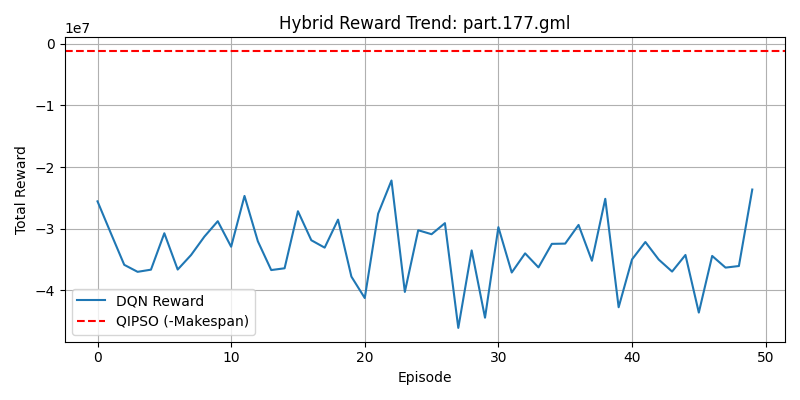 Hybrid Reward Trend: part.177.gml
1e7
0
−1
−2
−3
−4
Total Reward
DQN Reward
QIPSO (-Makespan)
0 10 20 30 40 50
Episode